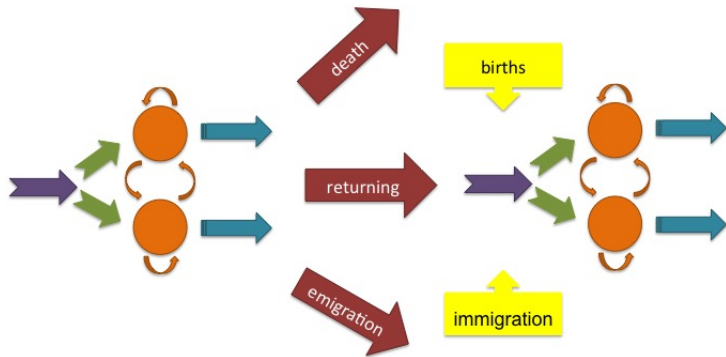 death
births
returning
emigration
immigration